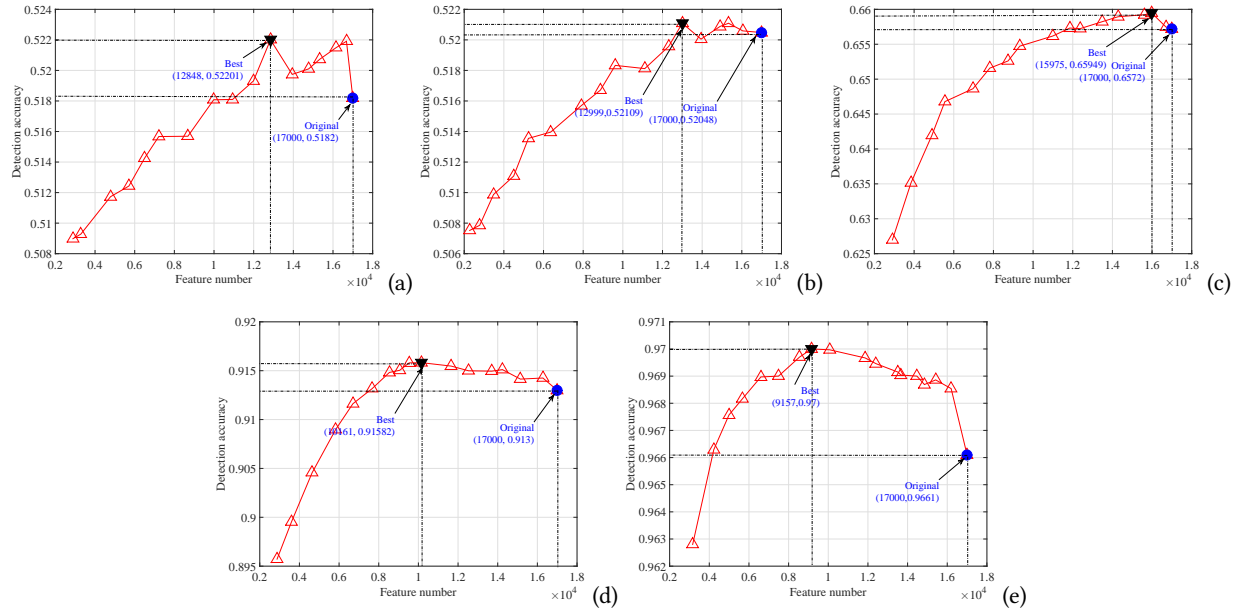 0.524
0.522
0.52
0.518
0.516
0.514
0.512
0.51
0.508
Detection accuracy
Best
(12848, 0.52201)
Original
(17000, 0.5182)
0.2 0.4 0.6 0.8 1 1.2 1.4 1.6 1.8
Feature number
×10⁴
(a)
0.522
0.52
0.518
0.516
0.514
0.512
0.51
0.508
0.506
Detection accuracy
Best
(12999,0.52109)
Original
(17000,0.52048)
0.2 0.4 0.6 0.8 1 1.2 1.4 1.6 1.8
Feature number
×10⁴
(b)
0.66
0.655
0.65
0.645
0.64
0.635
0.63
0.625
Detection accuracy
Best
(15975, 0.65949)
Original
(17000, 0.6572)
0.2 0.4 0.6 0.8 1 1.2 1.4 1.6 1.8
Feature number
×10⁴
(c)
0.92
0.915
0.91
0.905
0.9
0.895
Detection accuracy
Best
(10161, 0.91582)
Original
(17000, 0.913)
0.2 0.4 0.6 0.8 1 1.2 1.4 1.6 1.8
Feature number
×10⁴
(d)
0.971
0.97
0.969
0.968
0.967
0.966
0.965
0.964
0.963
0.962
Detection accuracy
Best
(9157,0.97)
Original
(17000,0.9661)
0.2 0.4 0.6 0.8 1 1.2 1.4 1.6 1.8
Feature number
×10⁴
(e)